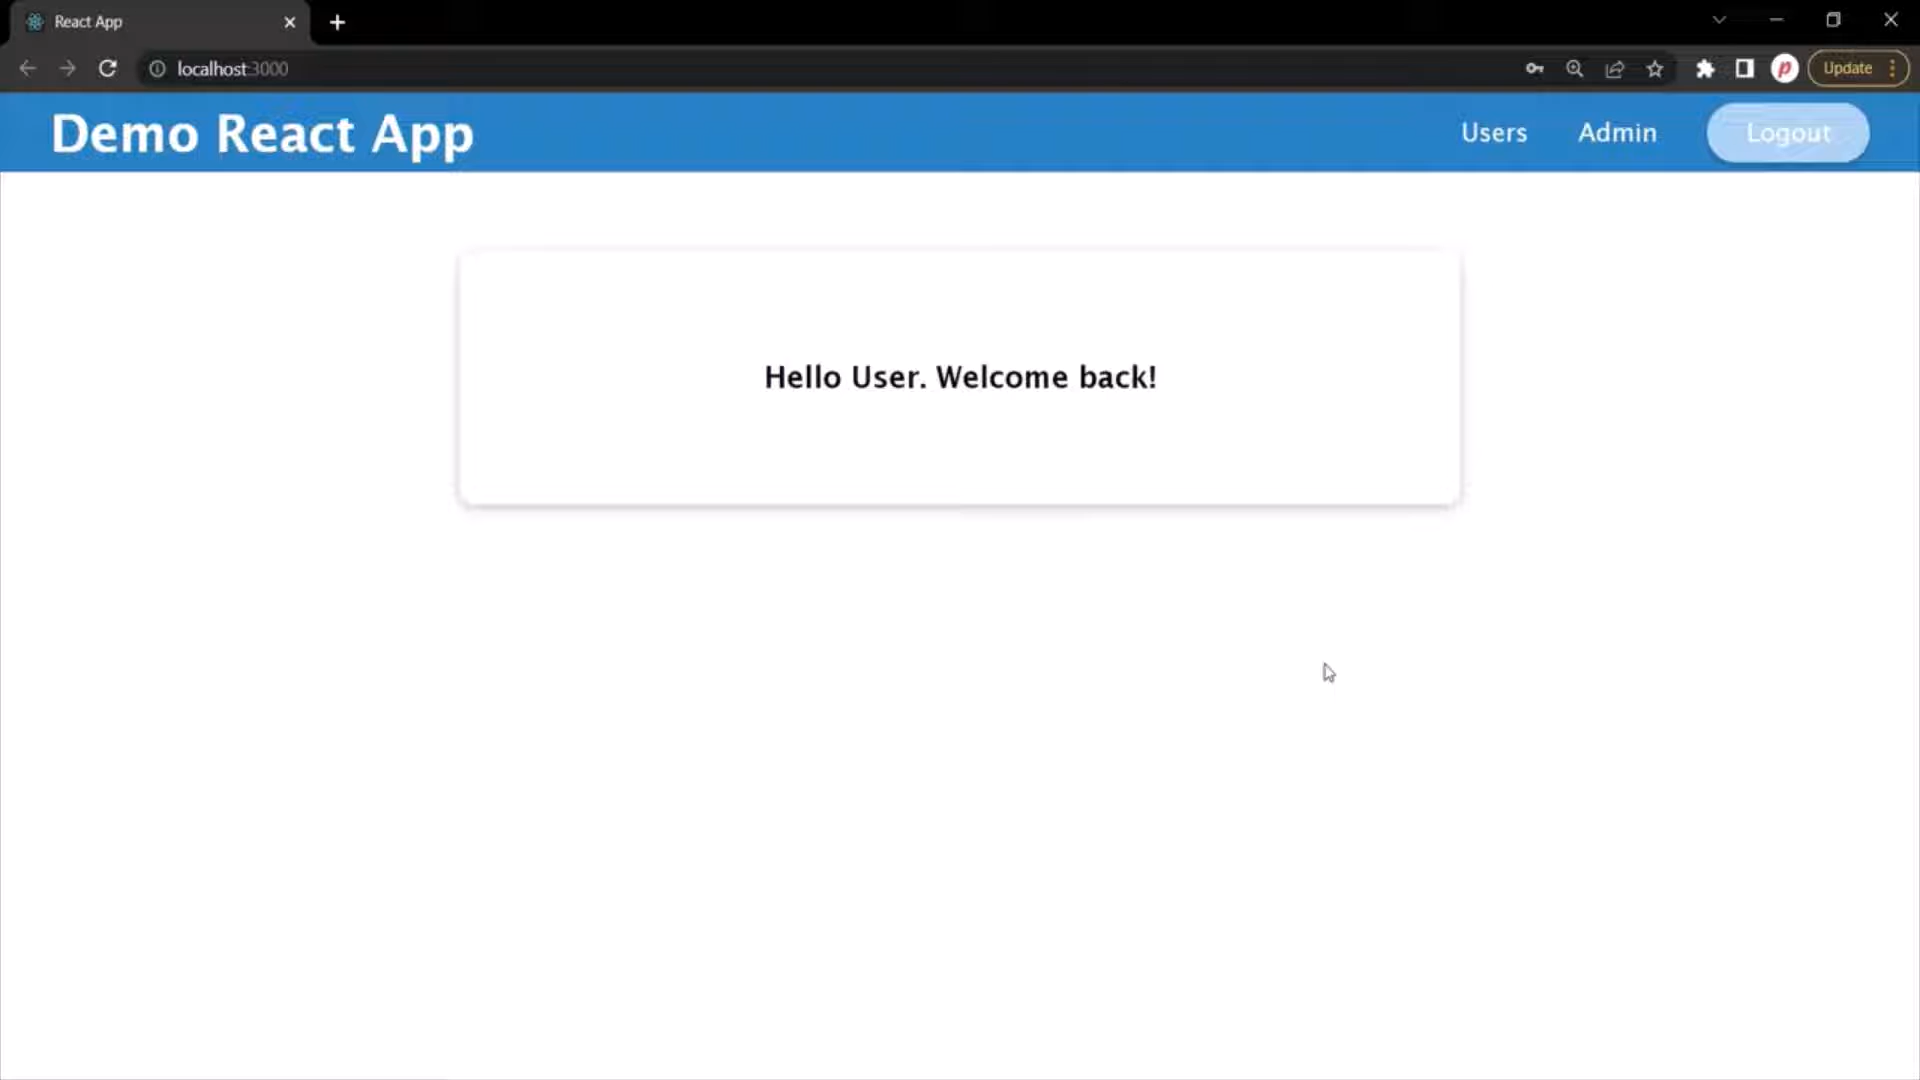 React App
localhost:3000
Update
Demo React App
Users
Admin
Logout
Hello User. Welcome back!